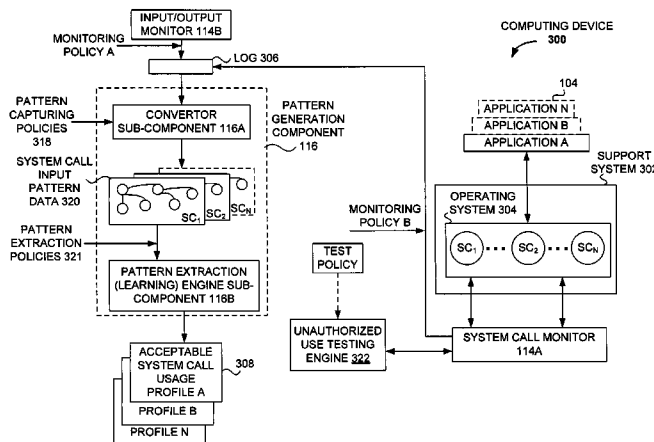 INPUT/OUTPUT
MONITOR 114B
MONITORING
POLICY A
LOG 306
COMPUTING DEVICE
300
PATTERN
CAPTURING
POLICIES
318
CONVERTOR
SUB-COMPONENT 116A
PATTERN
GENERATION
COMPONENT
116
SYSTEM CALL
INPUT
PATTERN
DATA 320
SC1
SC2
SCN
PATTERN
EXTRACTION
POLICIES 321
PATTERN EXTRACTION
(LEARNING) ENGINE SUB-
COMPONENT 116B
ACCEPTABLE
SYSTEM CALL
USAGE
PROFILE A
308
PROFILE B
PROFILE N
104
APPLICATION N
APPLICATION B
APPLICATION A
SUPPORT
SYSTEM 302
OPERATING
SYSTEM 304
SC1 ••• SC2 ••• SCN
MONITORING
POLICY B
TEST
POLICY
UNAUTHORIZED
USE TESTING
ENGINE 322
SYSTEM CALL MONITOR
114A